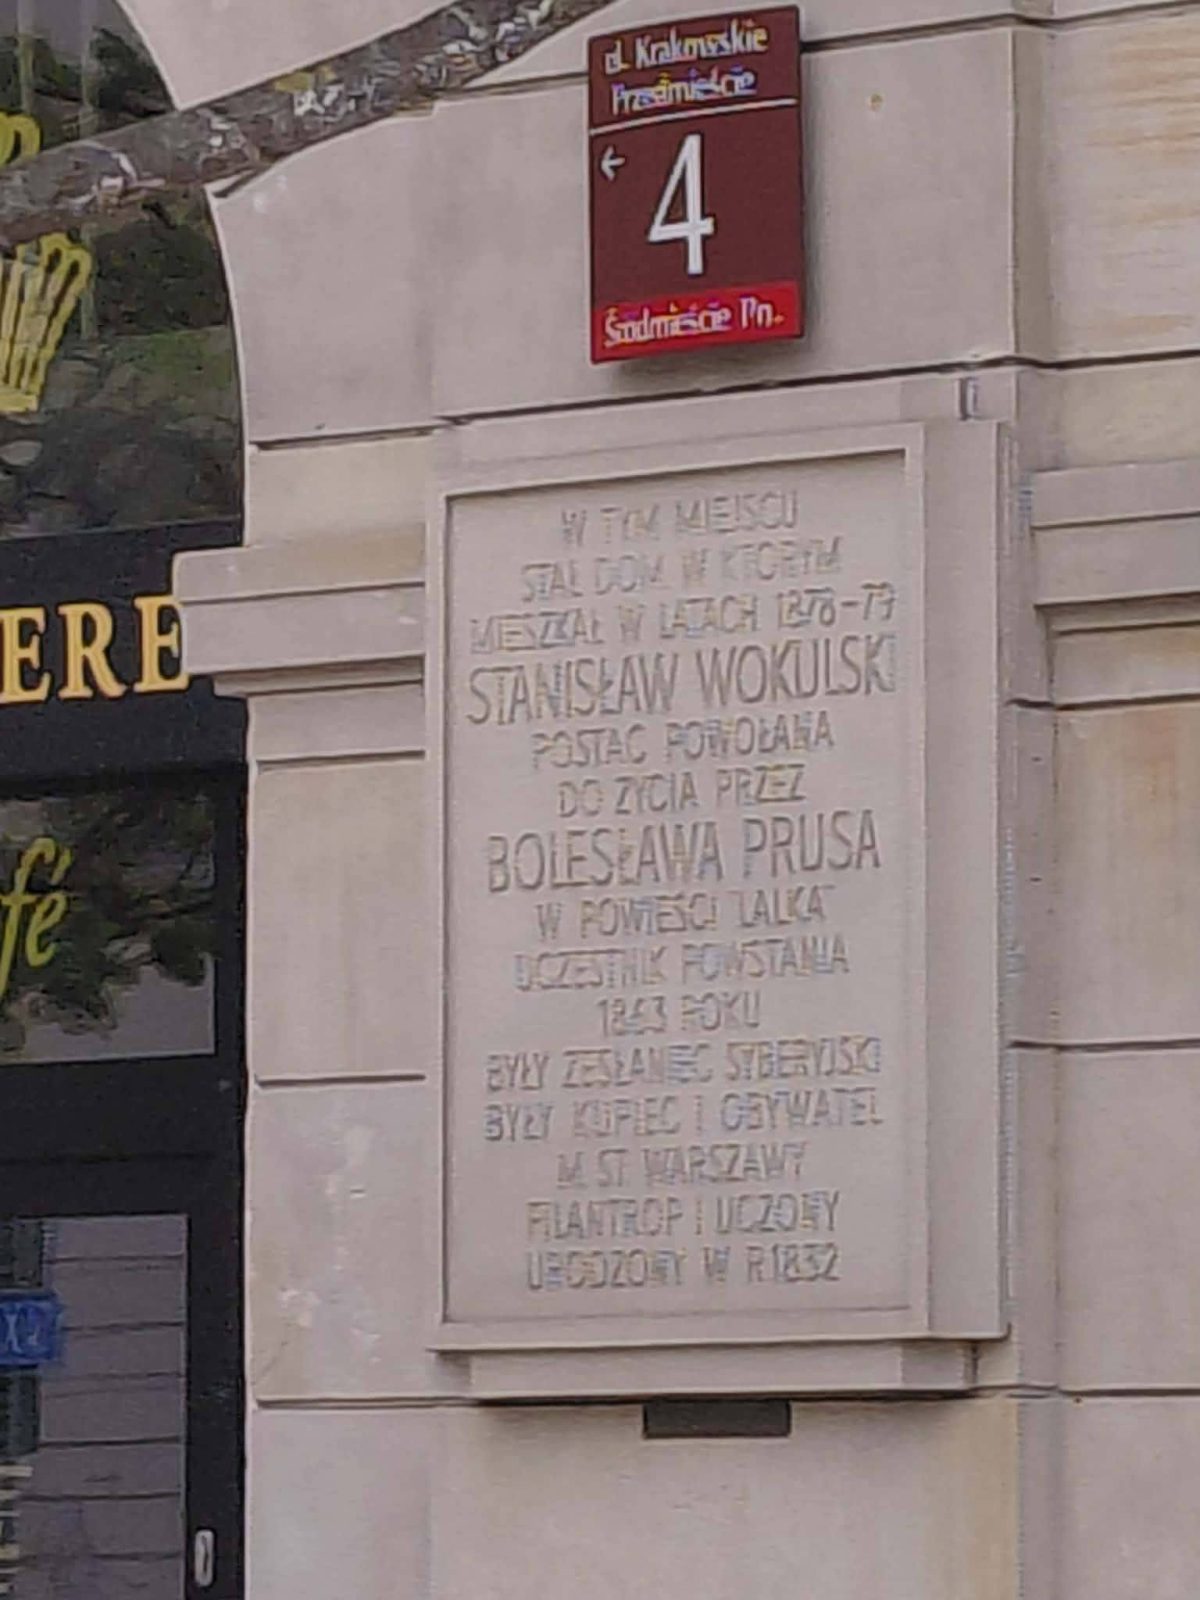 ul. Krakowskie
Przedmieście
← 4
Śródmieście Pn.
W TYM MIEJSCU
STAŁ DOM W KTÓRYM
MIESZKAŁ W LATACH 1878-79
STANISŁAW WOKULSKI
POSTAĆ POWOŁANA
DO ŻYCIA PRZEZ
BOLESŁAWA PRUSA
W POWIEŚCI "LALKA"
UCZESTNIK POWSTANIA
1863 ROKU
BYŁY ZESŁANIEC SYBERYJSKI
BYŁY KUPIEC I OBYWATEL
M. ST. WARSZAWY
FILANTROP I UCZONY
URODZONY W R.1832
ERE
fé